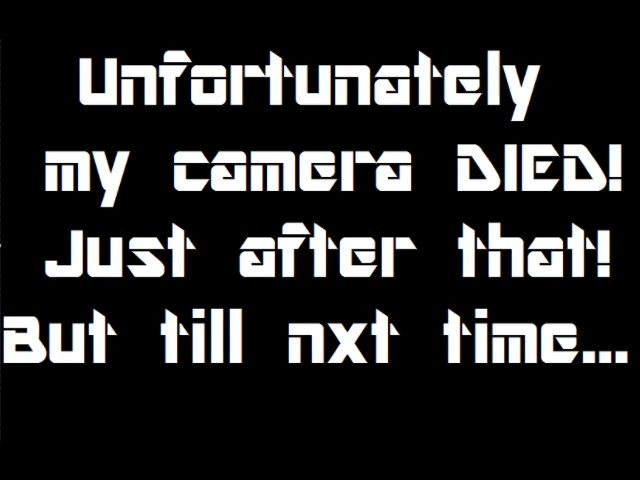 Unfortunately
my camera DIED!
Just after that!
But till nxt time...